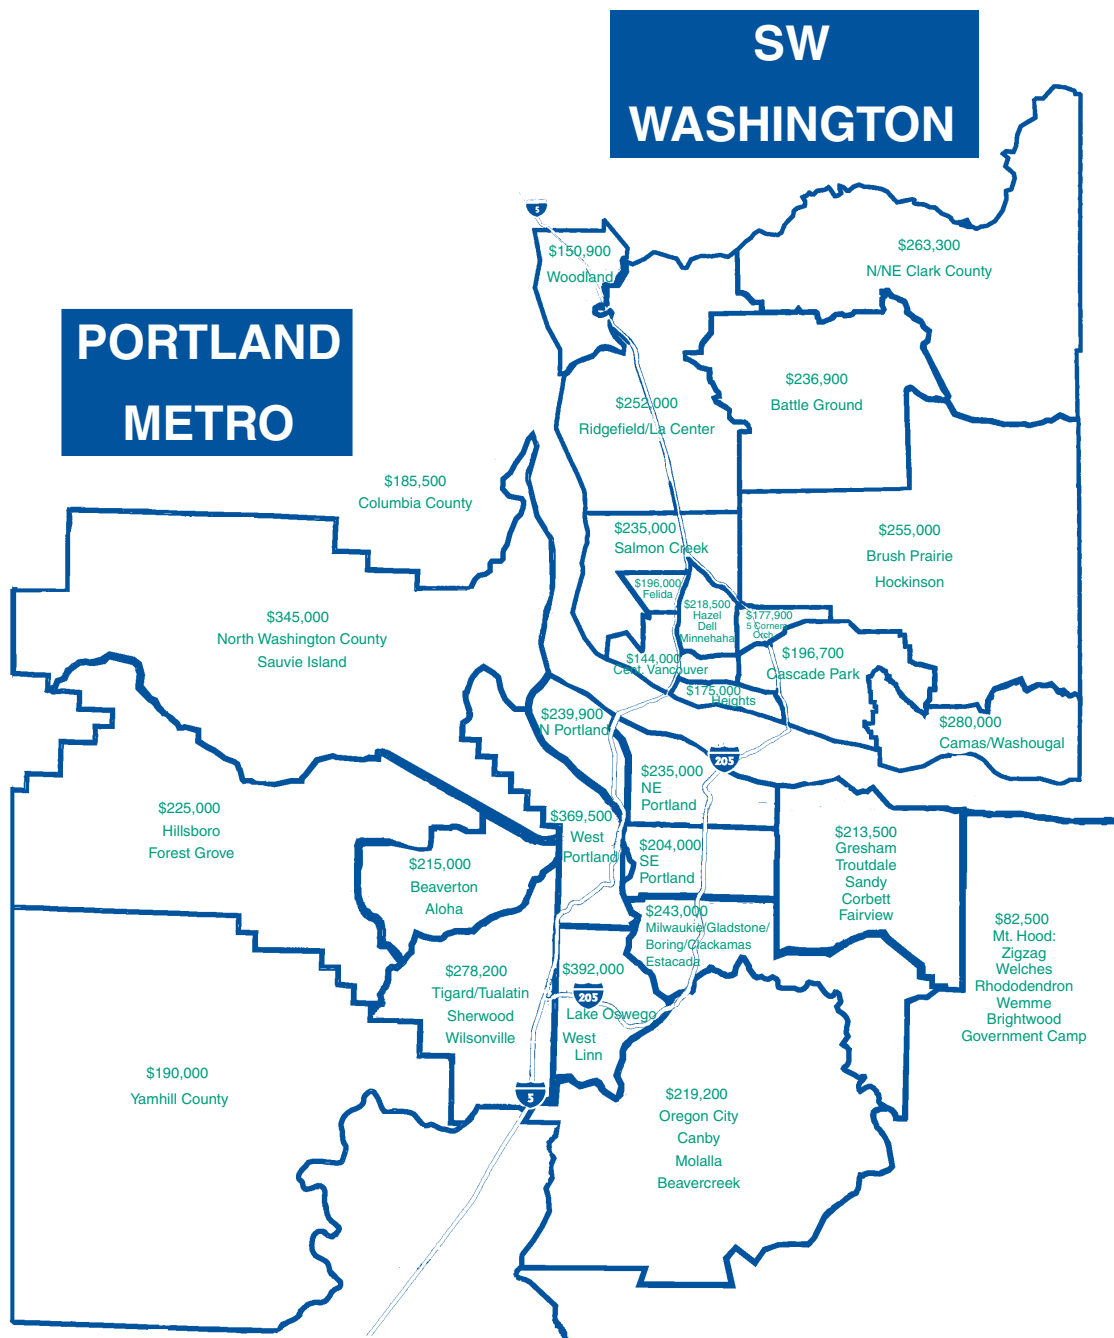 SW
WASHINGTON
5
$150,900
Woodland
$263,300
N/NE Clark County
PORTLAND
METRO
$236,900
Battle Ground
$252,000
Ridgefield/La Center
$185,500
Columbia County
$235,000
Salmon Creek
$255,000
Brush Prairie
Hockinson
$196,000
Felida
$218,500
Hazel
Dell
Minnehaha
$177,900
5 Corners
Orch.
$345,000
North Washington County
Sauvie Island
$144,000
Cent. Vancouver
$196,700
Cascade Park
$175,000
Heights
$239,900
N Portland
$280,000
Camas/Washougal
205
$235,000
NE
Portland
$225,000
Hillsboro
Forest Grove
$369,500
West
Portland
$204,000
SE
Portland
$213,500
Gresham
Troutdale
Sandy
Corbett
Fairview
$215,000
Beaverton
Aloha
$243,000
Milwaukie/Gladstone/
Boring/Clackamas
Estacada
$82,500
Mt. Hood:
Zigzag
Welches
Rhododendron
Wemme
Brightwood
Government Camp
$278,200
Tigard/Tualatin
Sherwood
Wilsonville
$392,000
205
Lake Oswego
West
Linn
5
$190,000
Yamhill County
$219,200
Oregon City
Canby
Molalla
Beavercreek